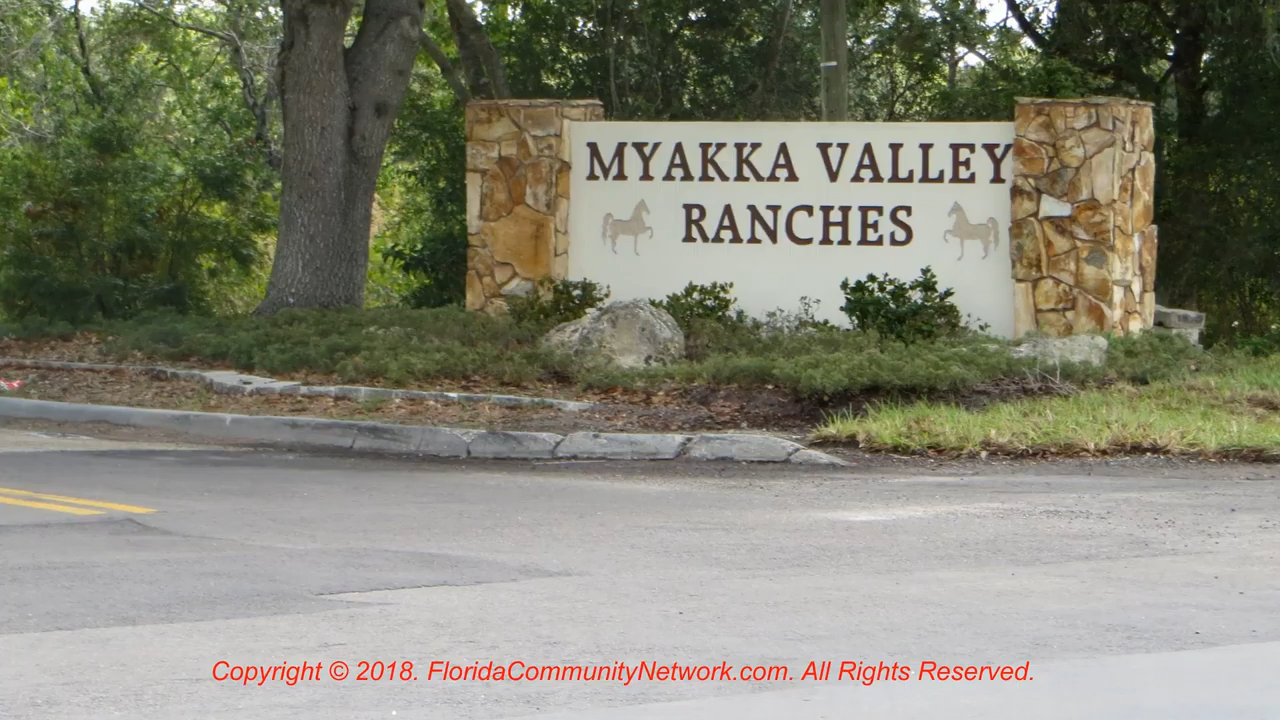 MYAKKA VALLEY
RANCHES
Copyright © 2018. FloridaCommunityNetwork.com. All Rights Reserved.